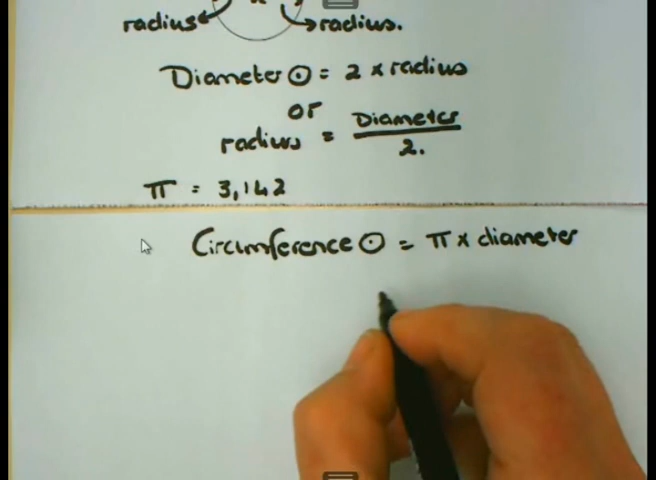 radius radius.
Diameter ⊙ = 2 x radius
or
radius = Diameter
2.
π = 3,142
Circumference ⊙ = π x diameter